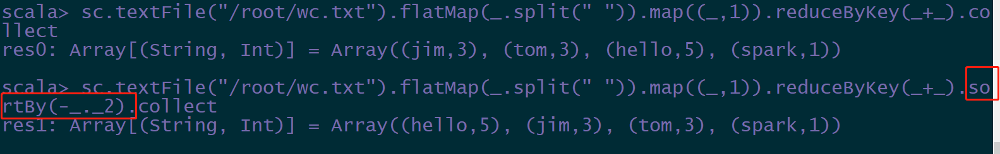 scala> sc.textFile("/root/wc.txt").flatMap(_.split(" ")).map((_,1)).reduceByKey(_+_).co
llect
res0: Array[(String, Int)] = Array((jim,3), (tom,3), (hello,5), (spark,1))
scala> sc.textFile("/root/wc.txt").flatMap(_.split(" ")).map((_,1)).reduceByKey(_+_).so
rtBy(-_._2).collect
res1: Array[(String, Int)] = Array((hello,5), (jim,3), (tom,3), (spark,1))